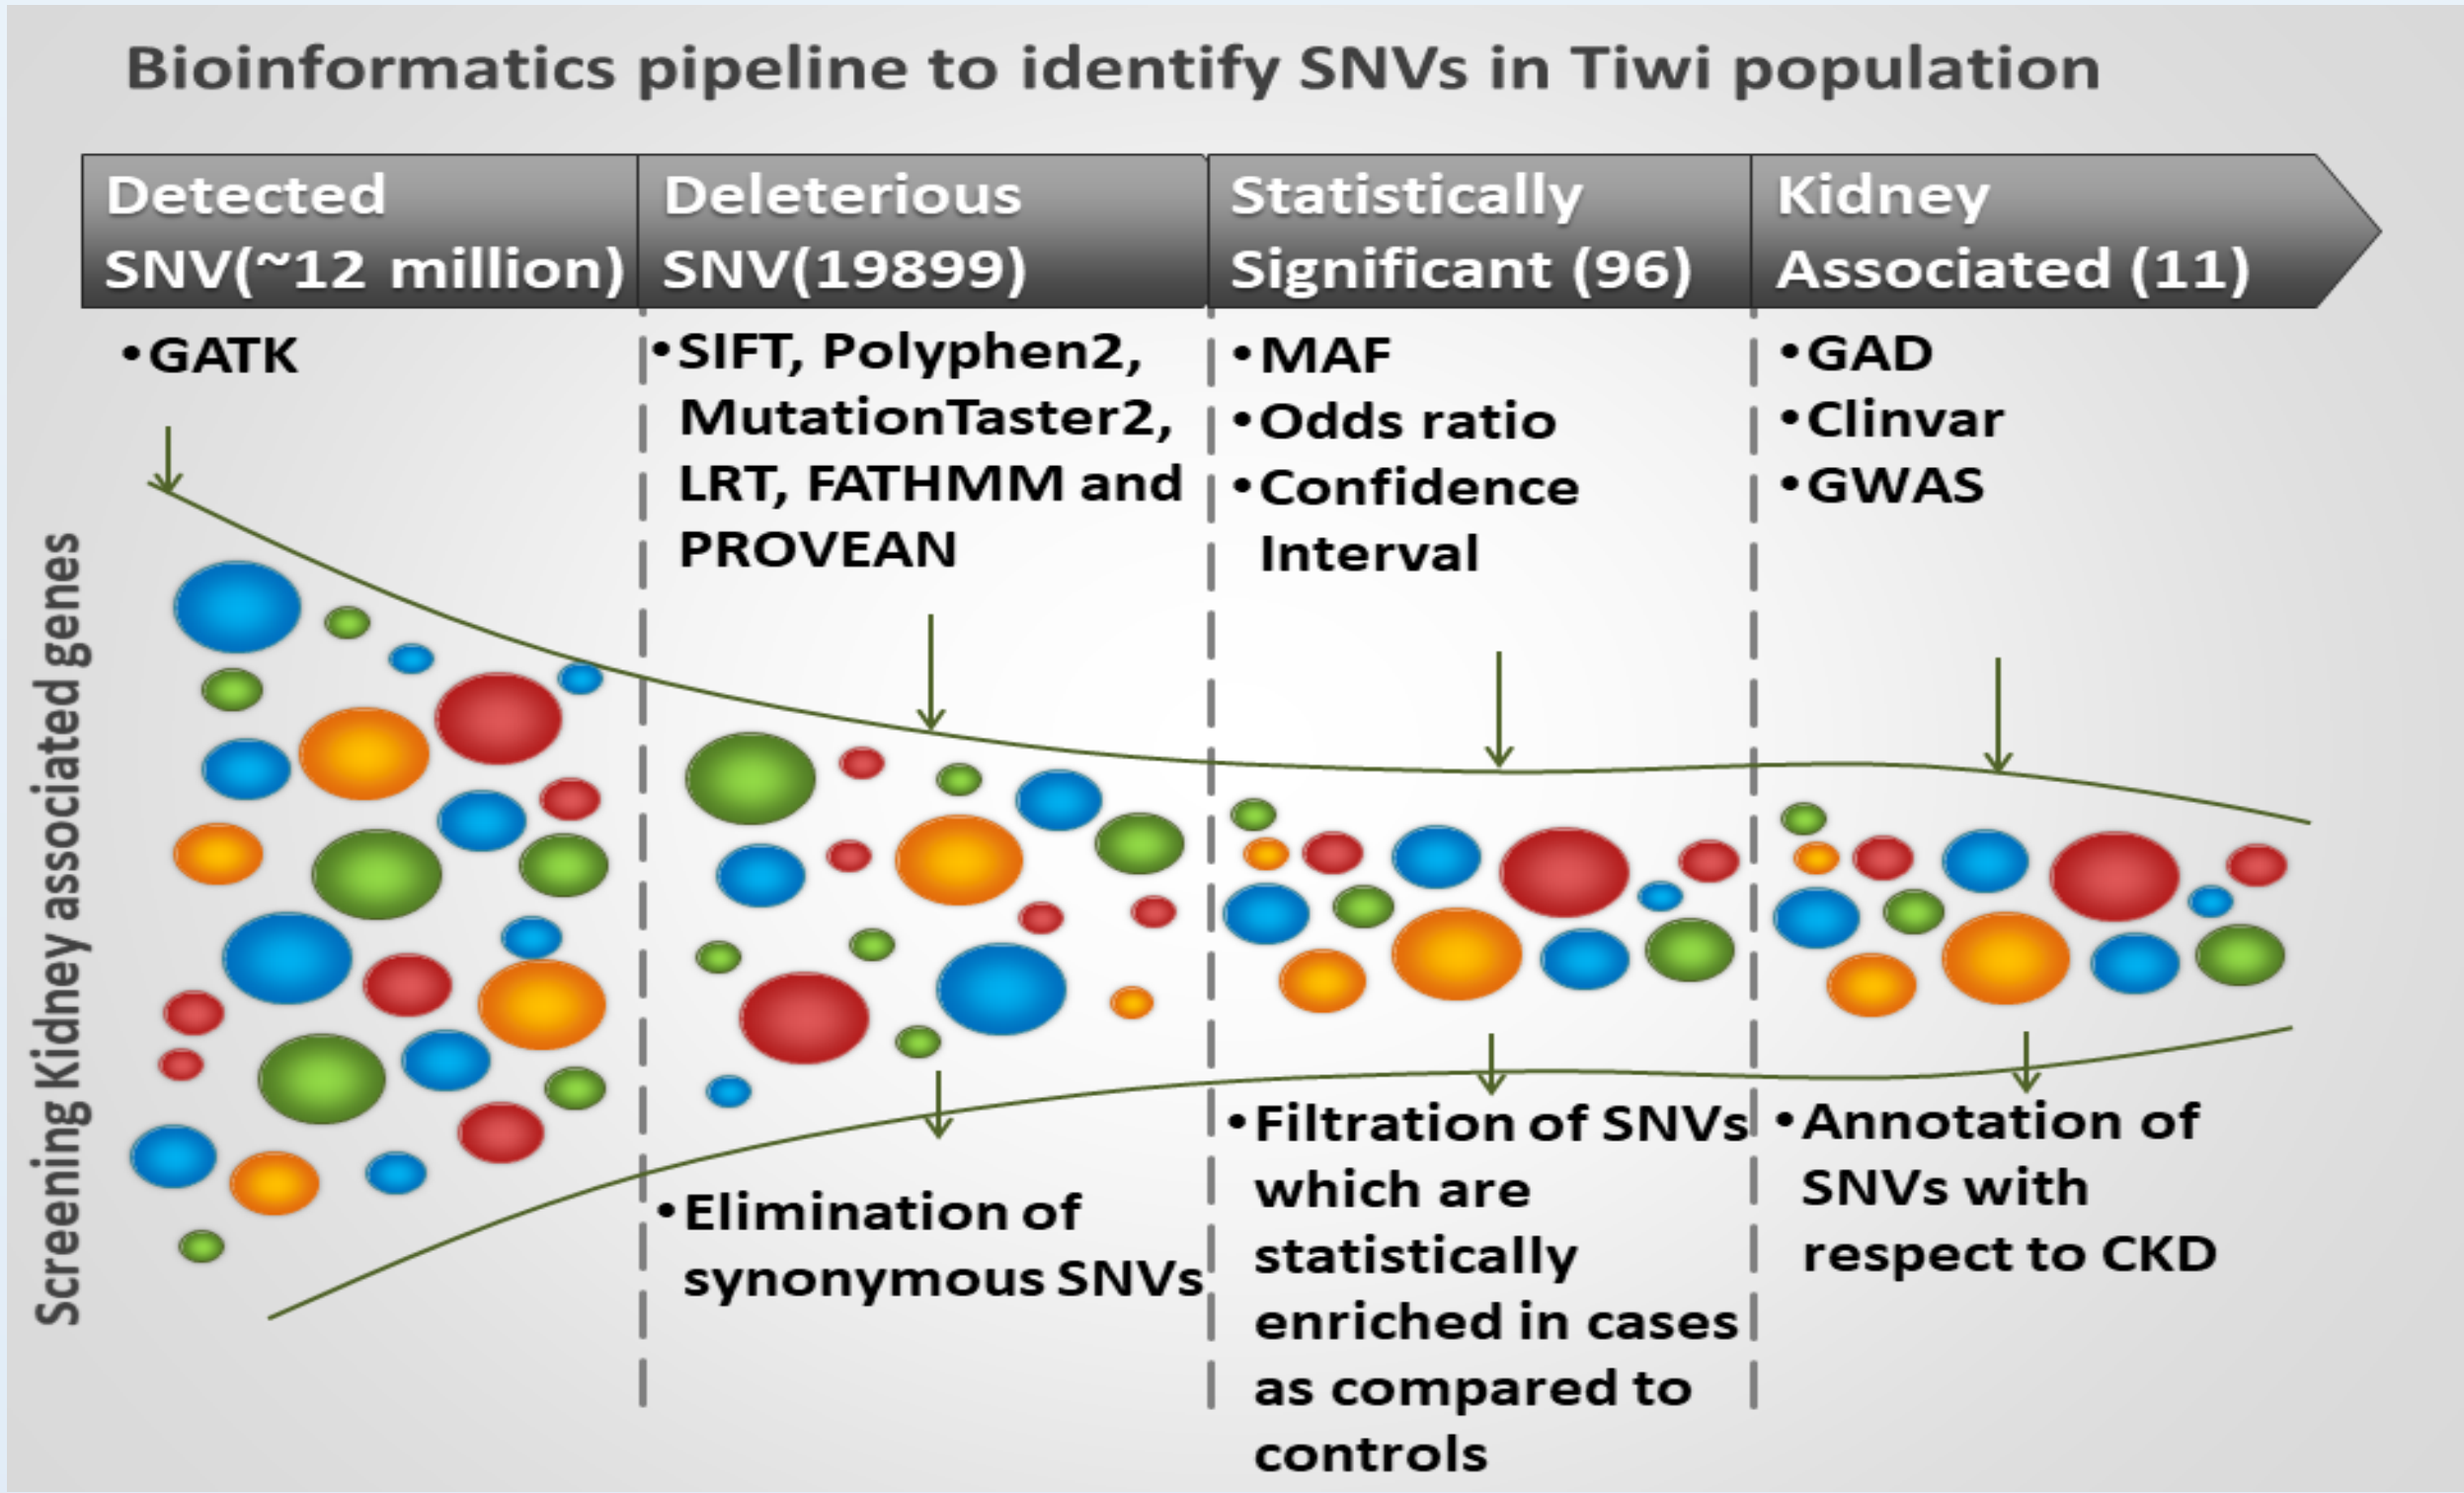 Bioinformatics pipeline to identify SNVs in Tiwi population
Detected
SNV(~12 million)
Deleterious
SNV(19899)
Statistically
Significant (96)
Kidney
Associated (11)
•GATK
•SIFT, Polyphen2,
MutationTaster2,
LRT, FATHMM and
PROVEAN
•MAF
•Odds ratio
•Confidence
Interval
•GAD
•Clinvar
•GWAS
Screening Kidney associated genes
•Elimination of
synonymous SNVs
•Filtration of SNVs
which are
statistically
enriched in cases
as compared to
controls
•Annotation of
SNVs with
respect to CKD